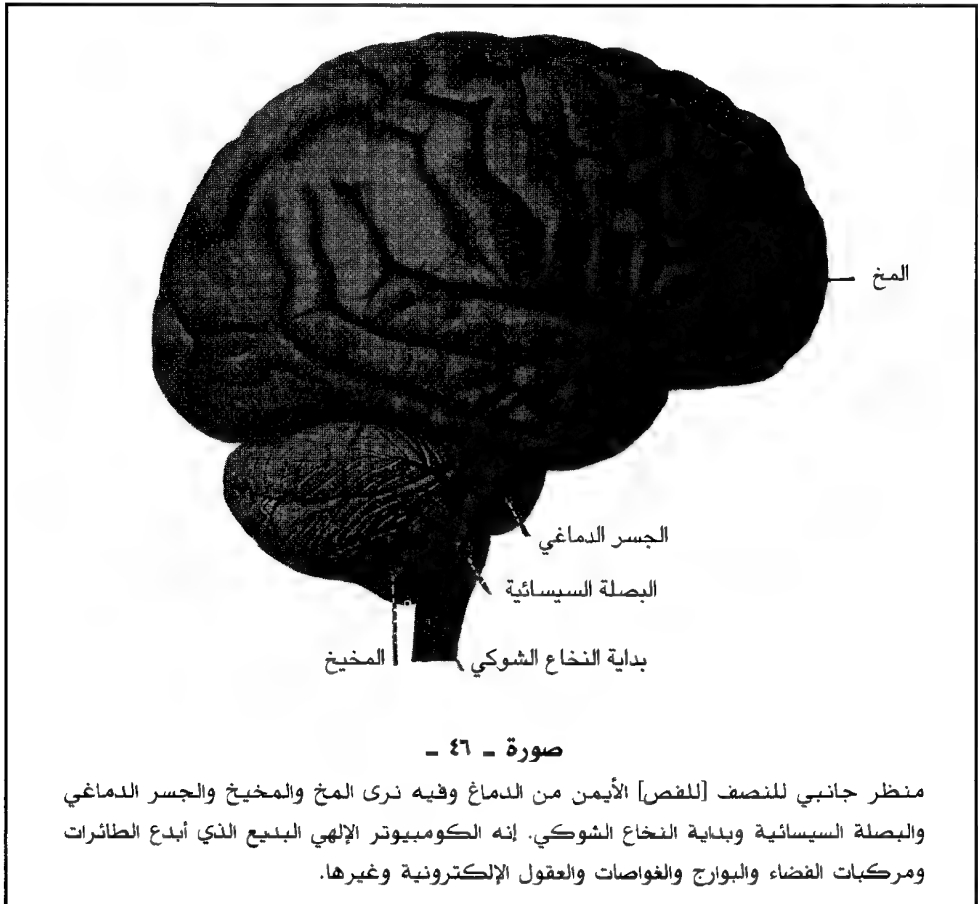 المخ
الجسر الدماغي
البصلة السيسائية
بداية النخاع الشوكي
المخيخ
صورة ـ ٤٦ ـ
منظر جانبي للنصف [للفص] الأيمن من الدماغ وفيه نرى المخ والمخيخ والجسر الدماغي
والبصلة السيسائية وبداية النخاع الشوكي. إنه الكومبيوتر الإلهي البديع الذي أبدع الطائرات
ومركبات الفضاء والبوارج والغواصات والعقول الإلكترونية وغيرها.